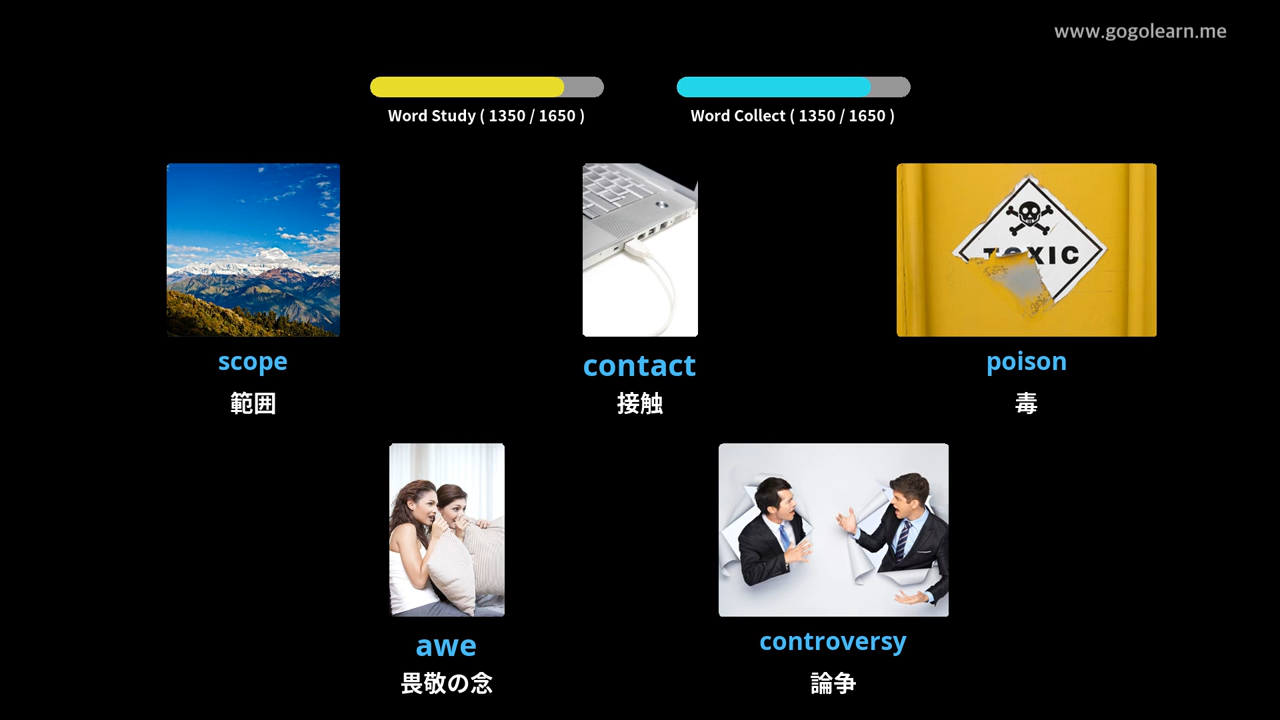 www.gogolearn.me
Word Study ( 1350 / 1650 )
Word Collect ( 1350 / 1650 )
TOXIC
scope
範囲
contact
接触
poison
毒
awe
畏敬の念
controversy
論争